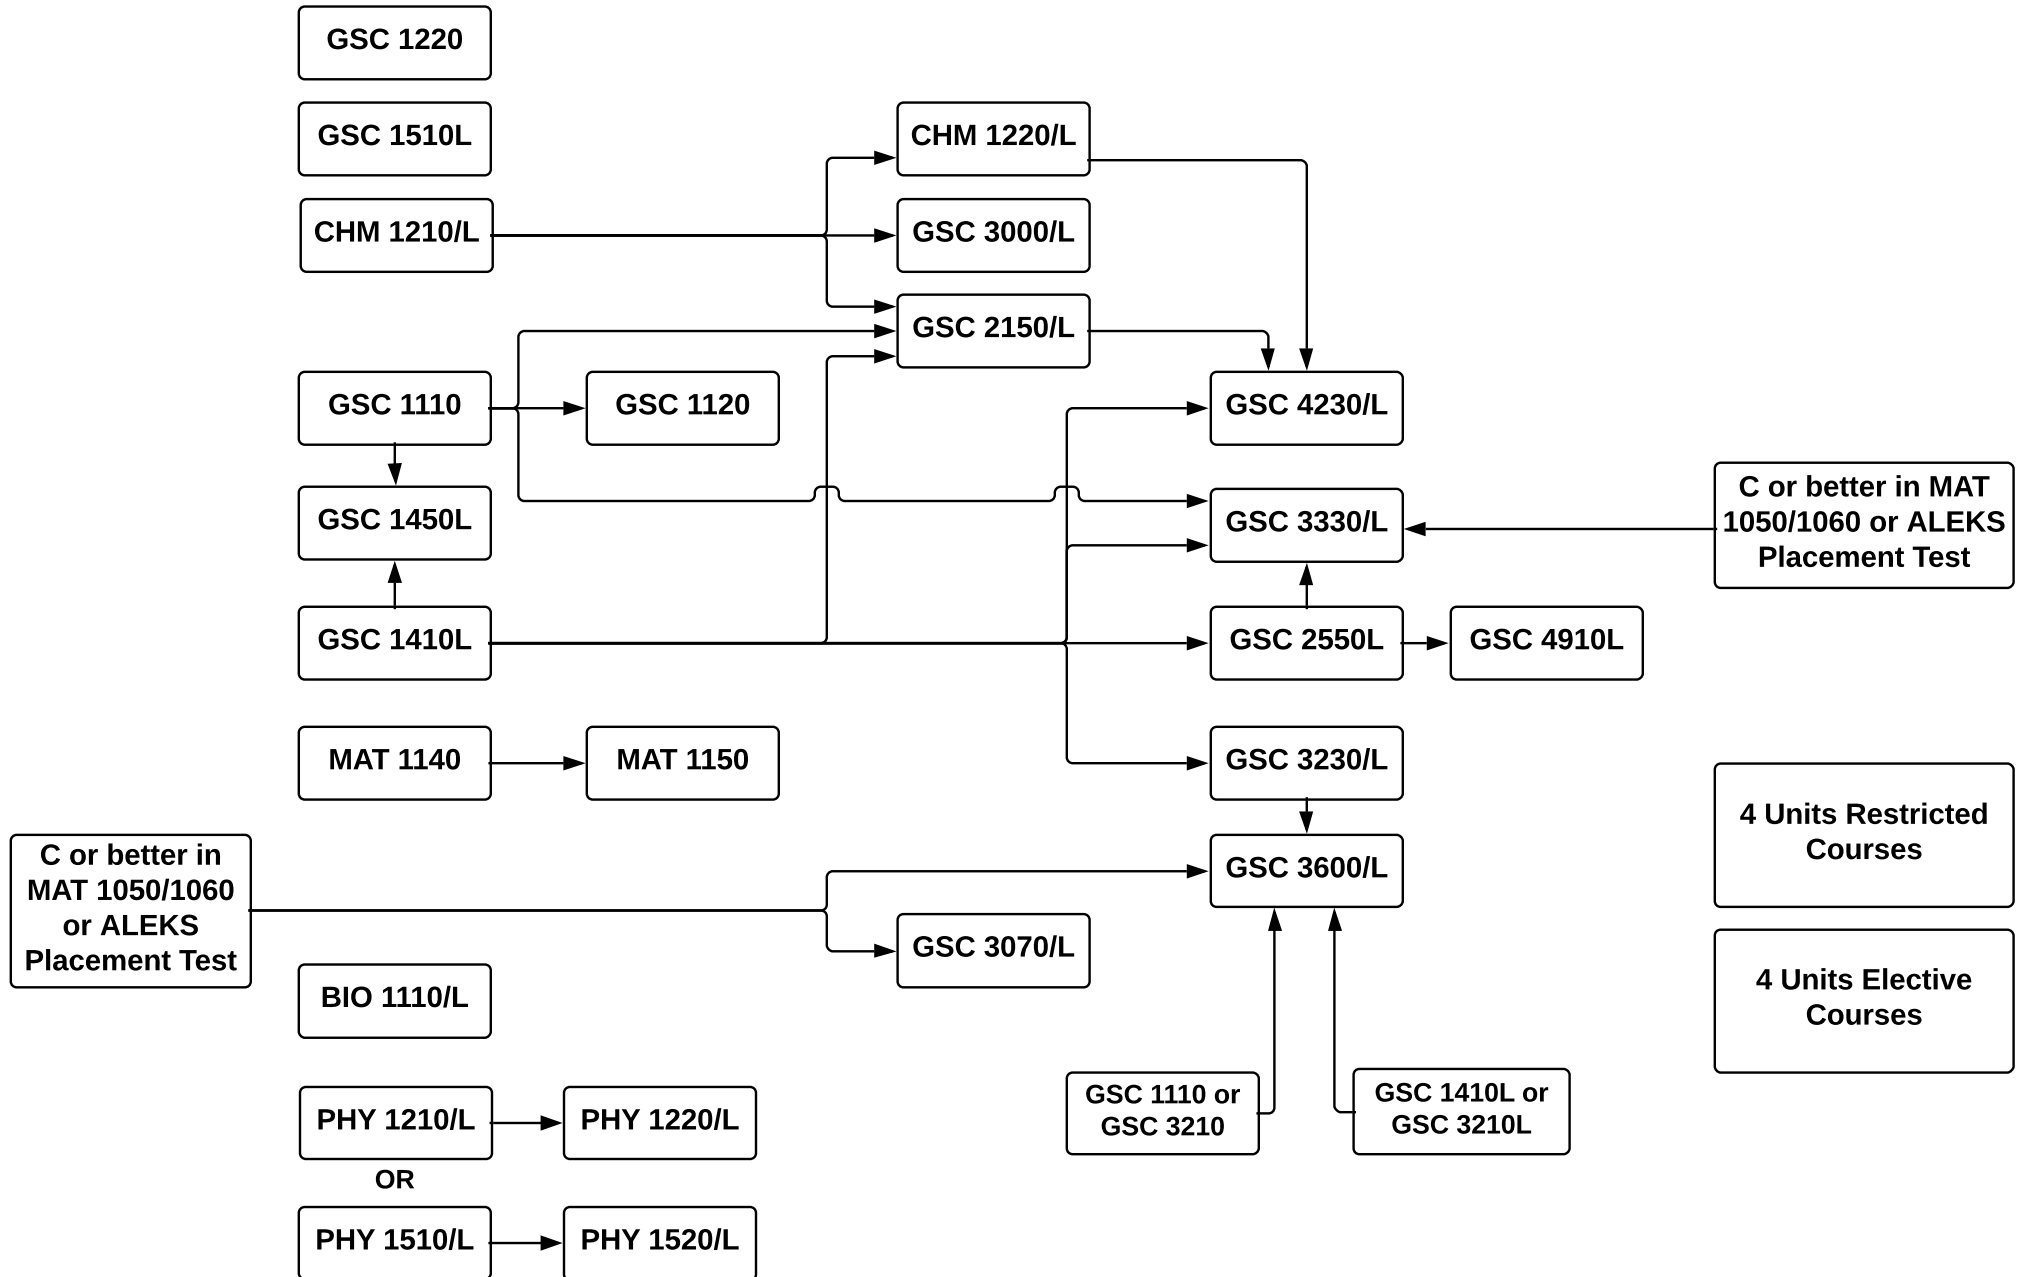 GSC 1220
GSC 1510L
CHM 1220/L
CHM 1210/L
GSC 3000/L
GSC 2150/L
GSC 1110
GSC 1120
GSC 4230/L
C or better in MAT
1050/1060 or ALEKS
Placement Test
GSC 1450L
GSC 3330/L
GSC 1410L
GSC 2550L
GSC 4910L
MAT 1140
MAT 1150
GSC 3230/L
4 Units Restricted
Courses
C or better in
MAT 1050/1060
or ALEKS
Placement Test
GSC 3600/L
GSC 3070/L
4 Units Elective
Courses
BIO 1110/L
GSC 1110 or
GSC 3210
GSC 1410L or
GSC 3210L
PHY 1210/L
PHY 1220/L
OR
PHY 1510/L
PHY 1520/L